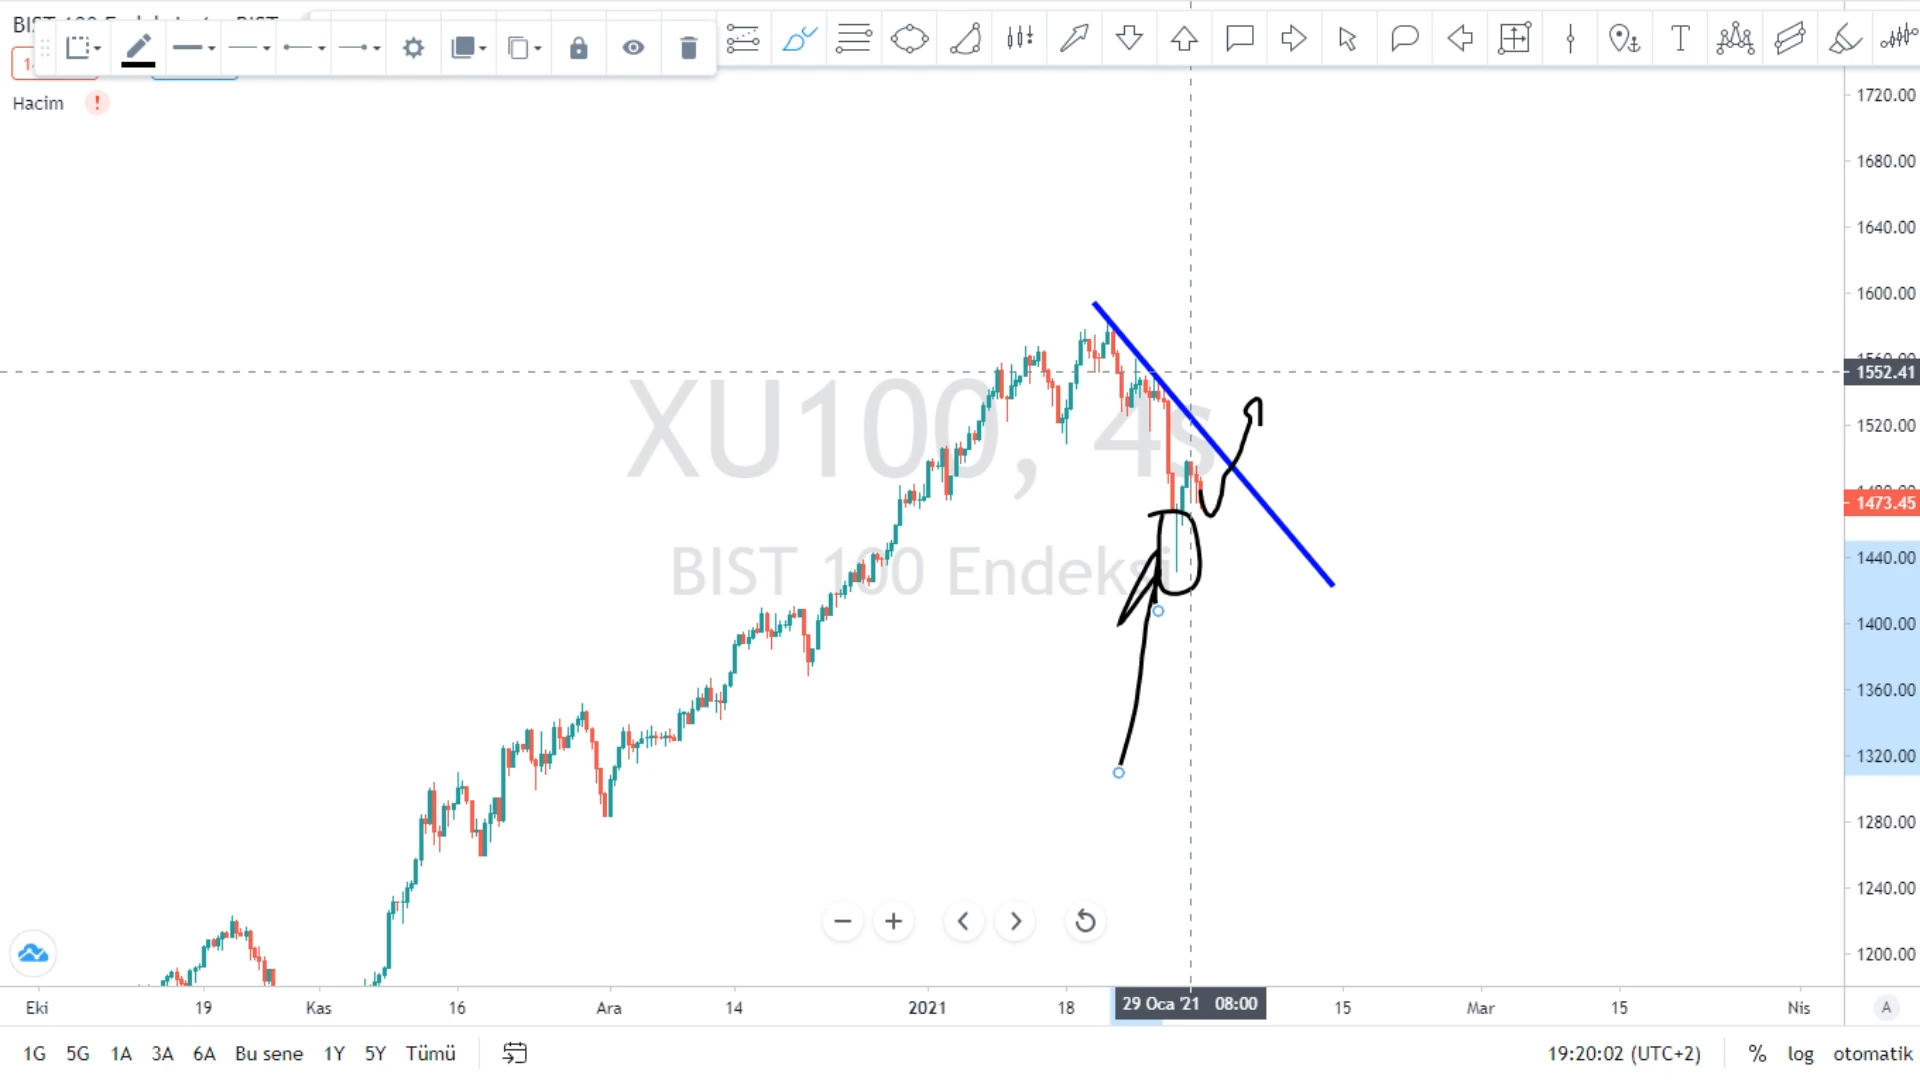 Hacim !
1720.00
1680.00
1640.00
1600.00
1552.41
1520.00
1473.45
1440.00
1400.00
1360.00
1320.00
1280.00
1240.00
1200.00
XU100, 4s
BIST 100 Endeksi
Eki 19 Kas 16 Ara 14 2021 18 29 Oca '21 08:00 15 Mar 15 Nis A
1G 5G 1A 3A 6A Bu sene 1Y 5Y Tümü 19:20:02 (UTC+2) % log otomatik